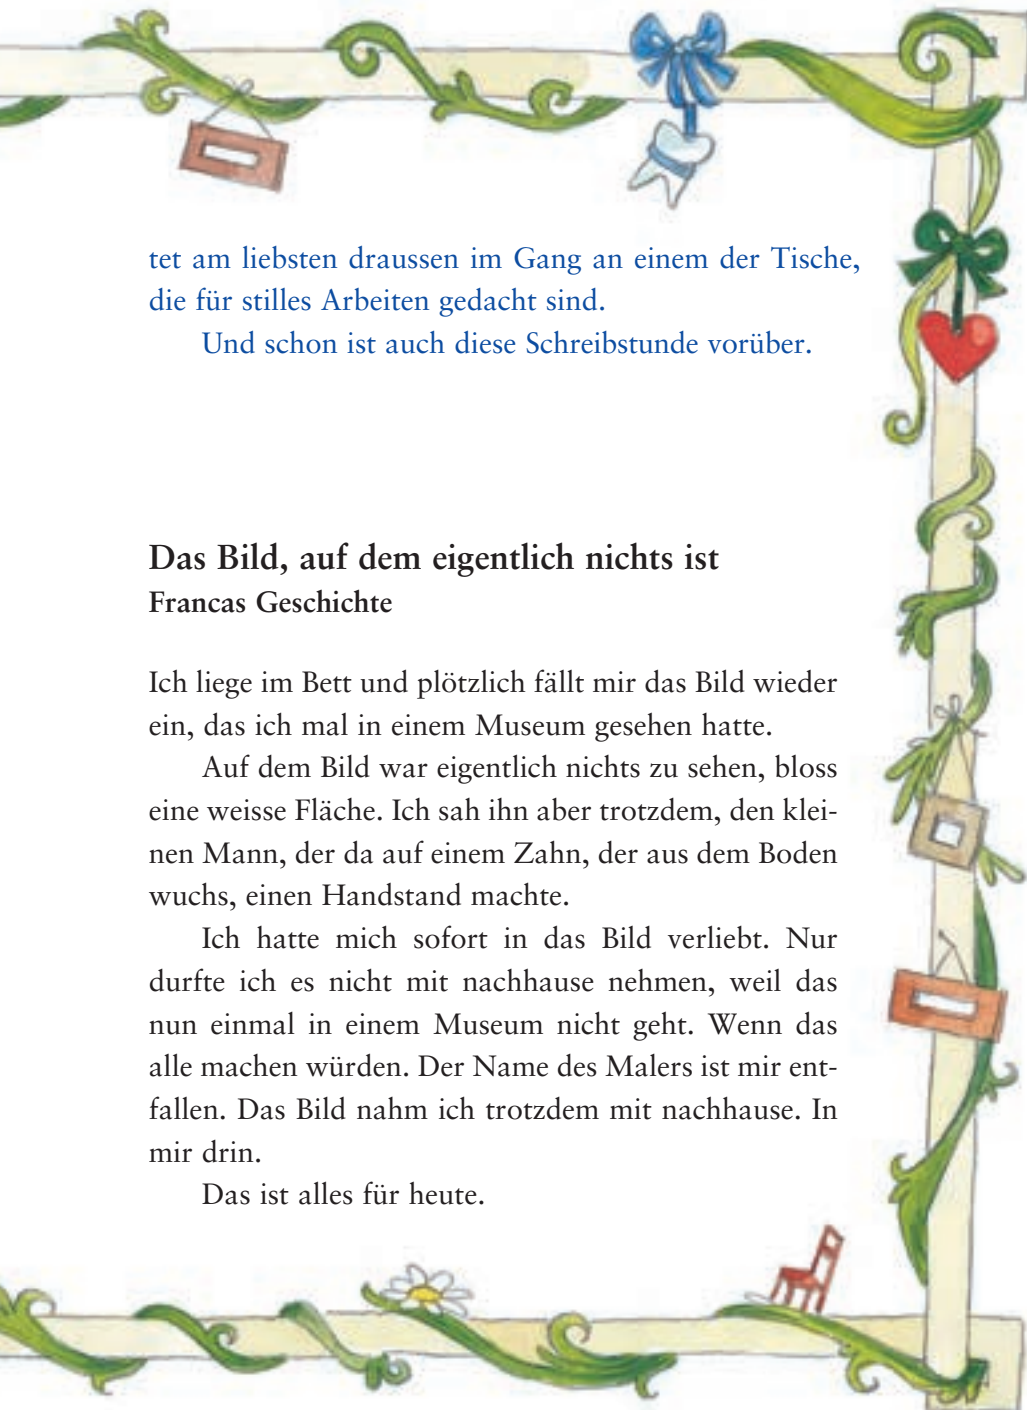 tet am liebsten draussen im Gang an einem der Tische,
die für stilles Arbeiten gedacht sind.
Und schon ist auch diese Schreibstunde vorüber.
Das Bild, auf dem eigentlich nichts ist
Francas Geschichte
Ich liege im Bett und plötzlich fällt mir das Bild wieder
ein, das ich mal in einem Museum gesehen hatte.
Auf dem Bild war eigentlich nichts zu sehen, bloss
eine weisse Fläche. Ich sah ihn aber trotzdem, den klei-
nen Mann, der da auf einem Zahn, der aus dem Boden
wuchs, einen Handstand machte.
Ich hatte mich sofort in das Bild verliebt. Nur
durfte ich es nicht mit nachhause nehmen, weil das
nun einmal in einem Museum nicht geht. Wenn das
alle machen würden. Der Name des Malers ist mir ent-
fallen. Das Bild nahm ich trotzdem mit nachhause. In
mir drin.
Das ist alles für heute.